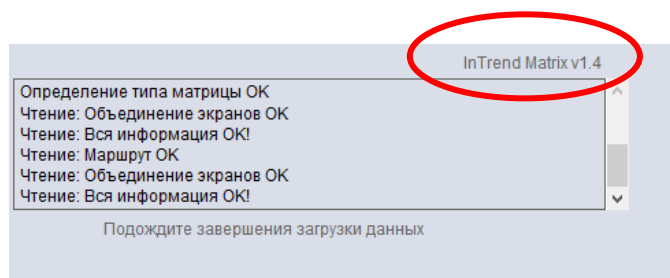 InTrend Matrix v1.4
Определение типа матрицы OK
Чтение: Объединение экранов OK
Чтение: Вся информация OK!
Чтение: Маршрут OK
Чтение: Объединение экранов OK
Чтение: Вся информация OK!
Подождите завершения загрузки данных